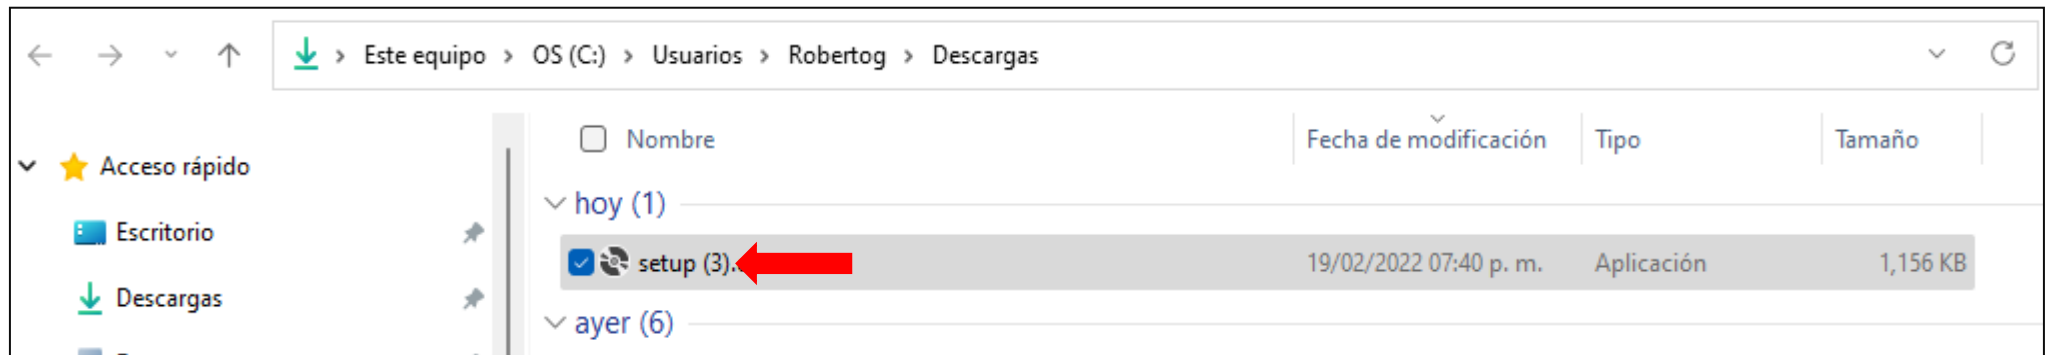 Este equipo > OS (C:) > Usuarios > Robertog > Descargas
Nombre Fecha de modificación Tipo Tamaño
Acceso rápido
hoy (1)
Escritorio
setup (3). 19/02/2022 07:40 p. m. Aplicación 1,156 KB
Descargas
ayer (6)